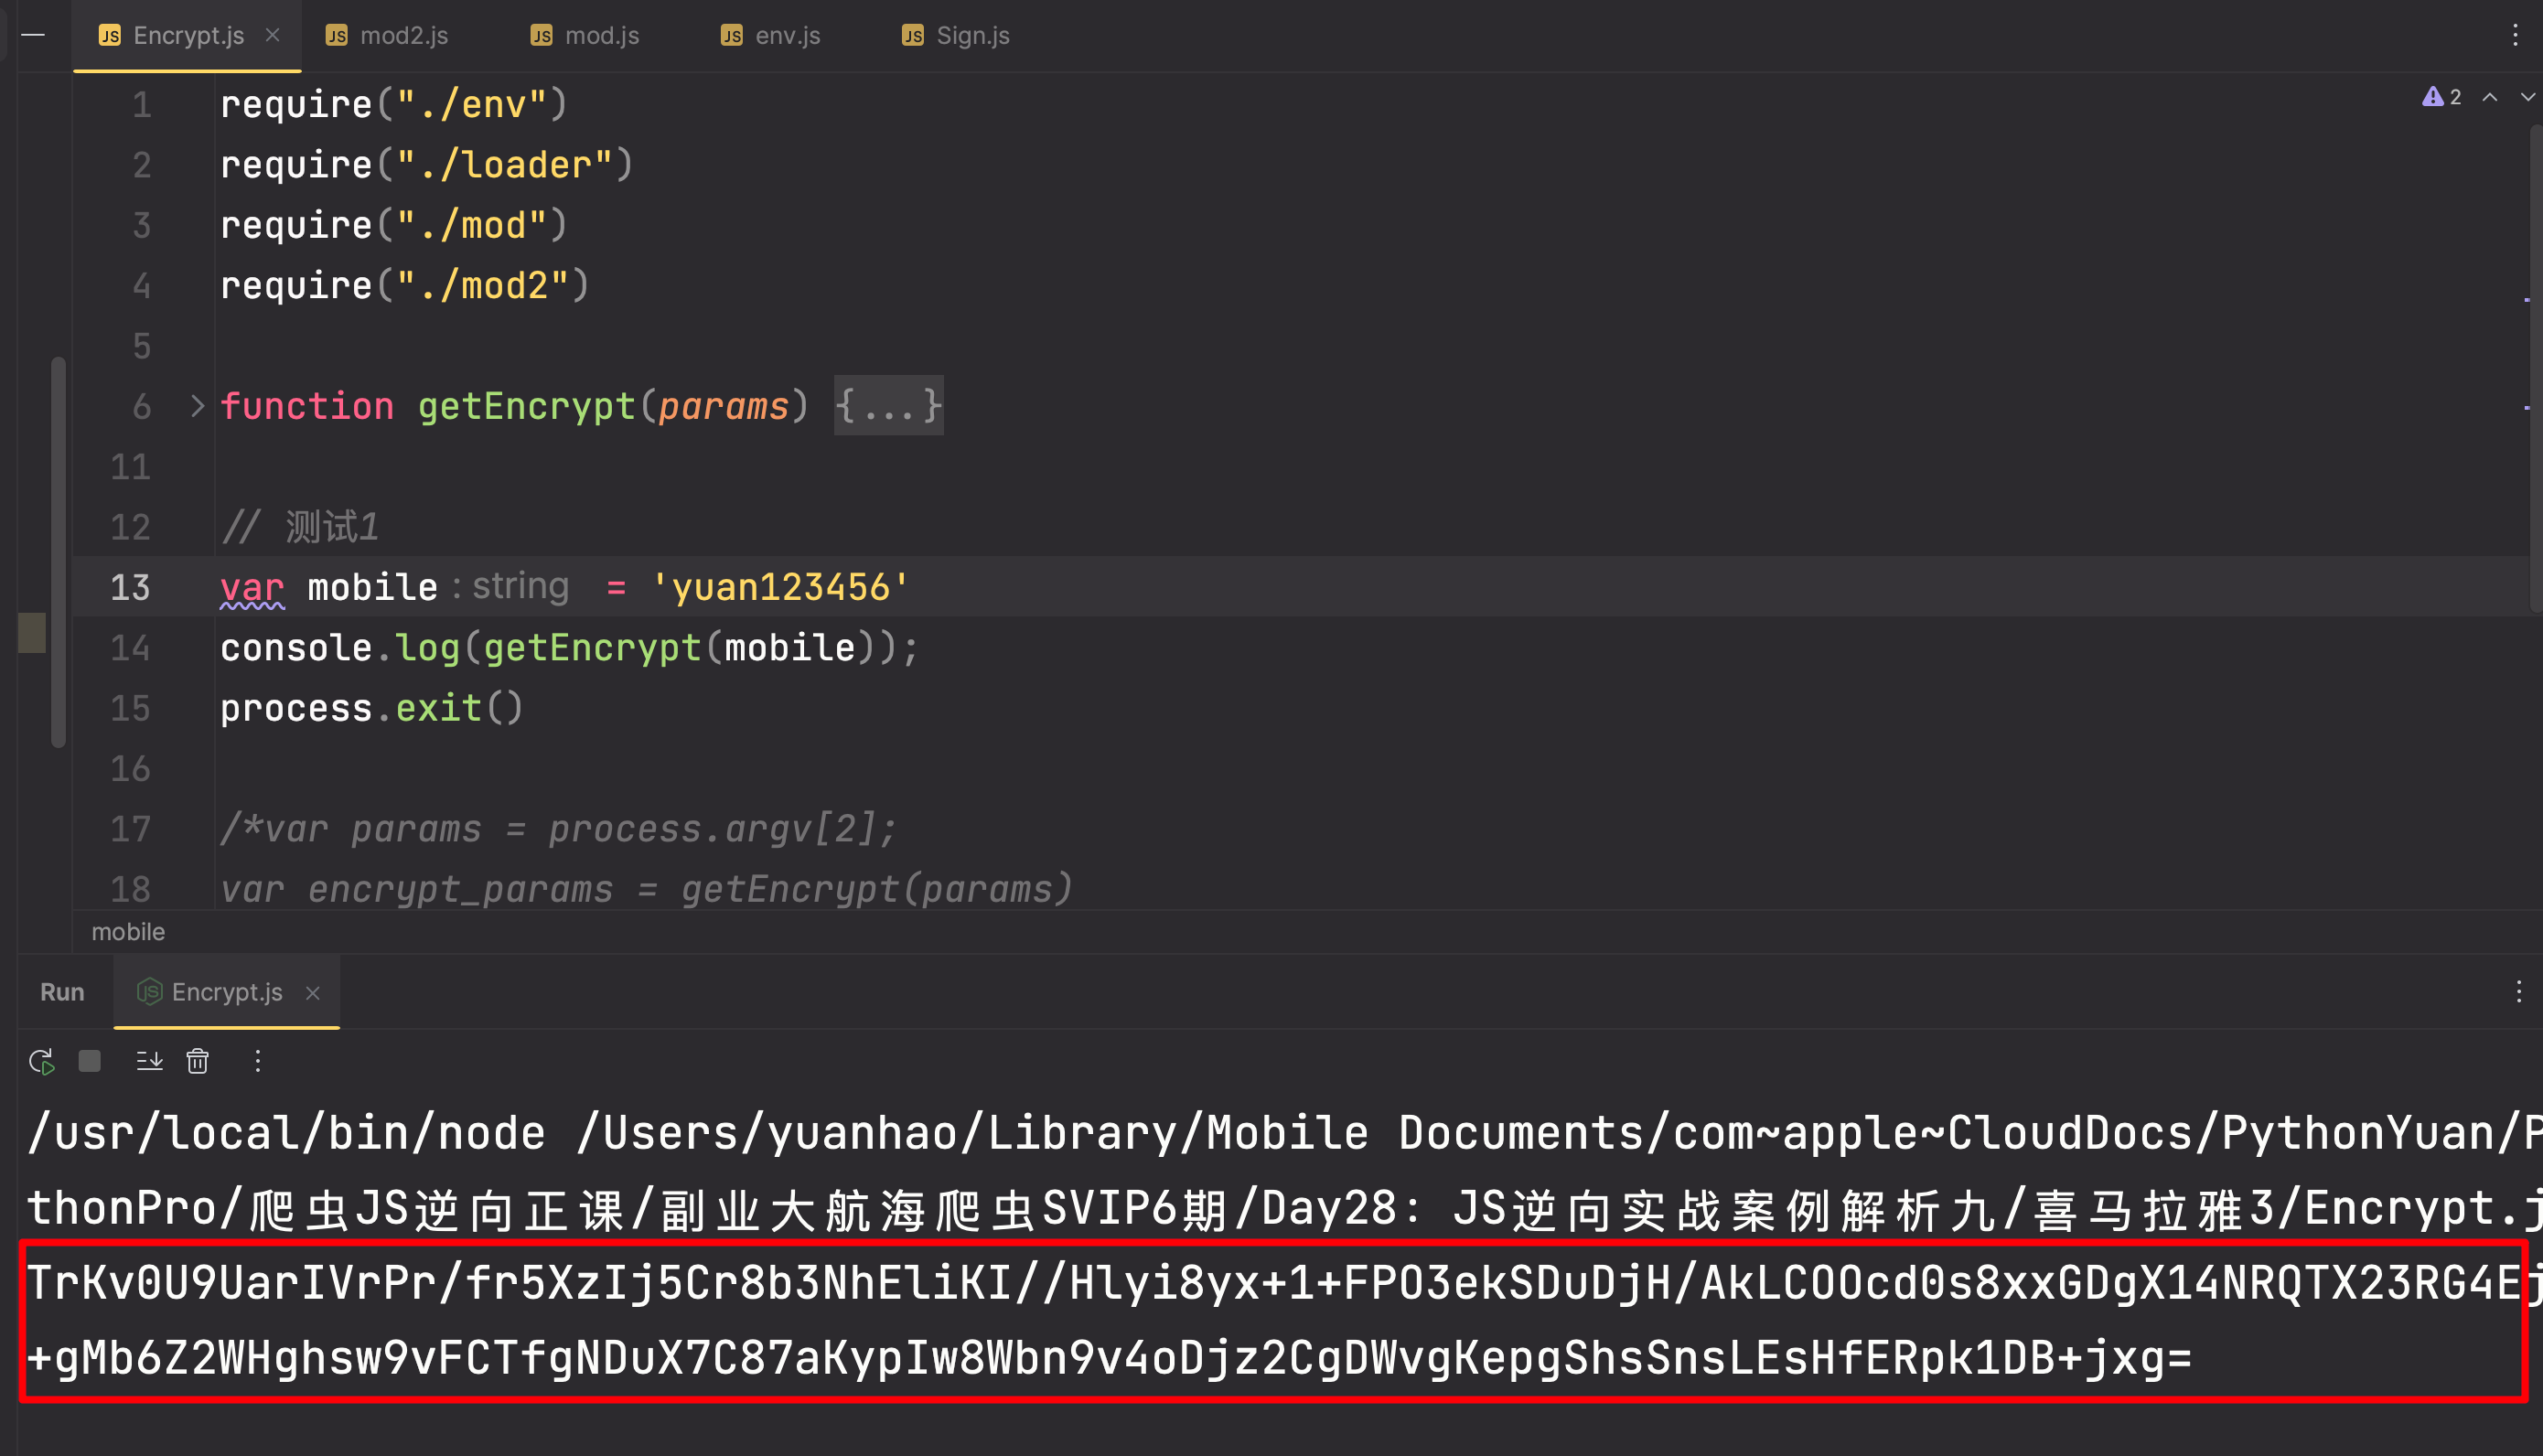 Encrypt.js mod2.js mod.js env.js Sign.js
1 require("./env") 2
2 require("./loader")
3 require("./mod")
4 require("./mod2")
5
6 function getEncrypt(params) {...}
11
12 // 测试1
13 var mobile : string = 'yuan123456'
14 console.log(getEncrypt(mobile));
15 process.exit()
16
17 /*var params = process.argv[2];
18 var encrypt_params = getEncrypt(params)
mobile
Run Encrypt.js
/usr/local/bin/node /Users/yuanhao/Library/Mobile Documents/com~apple~CloudDocs/PythonYuan/P
thonPro/爬虫JS逆向正课/副业大航海爬虫SVIP6期/Day28：JS逆向实战案例解析九/喜马拉雅3/Encrypt.j
TrKv0U9UarIVrPr/fr5XzIj5Cr8b3NhEliKI//Hlyi8yx+1+FPO3ekSDuDjH/AkLCOOcd0s8xxGDgX14NRQTX23RG4Ej
+gMb6Z2WHghsw9vFCTfgNDuX7C87aKypIw8Wbn9v4oDjz2CgDWvgKepgShsSnsLEsHfERpk1DB+jxg=